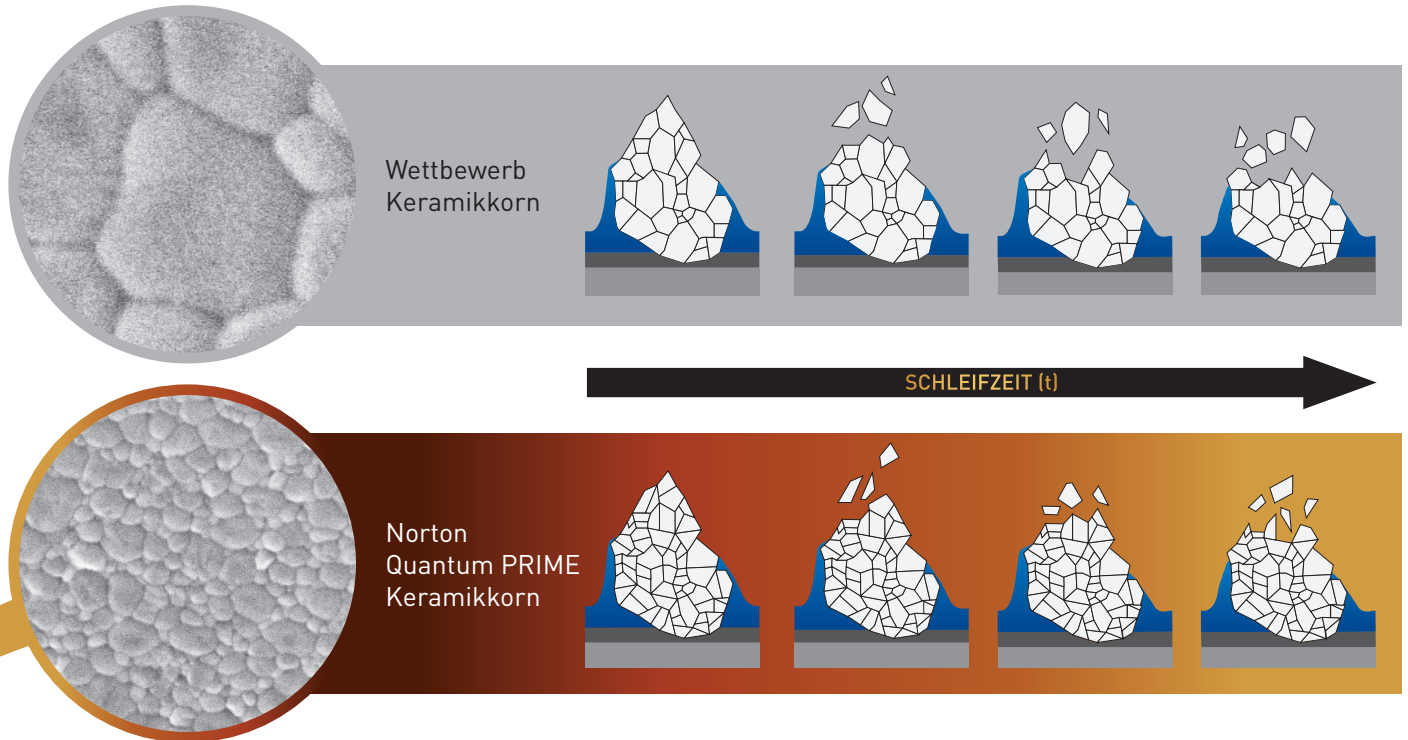 Wettbewerb
Keramikkorn
SCHLEIFZEIT (t)
Norton
Quantum PRIME
Keramikkorn